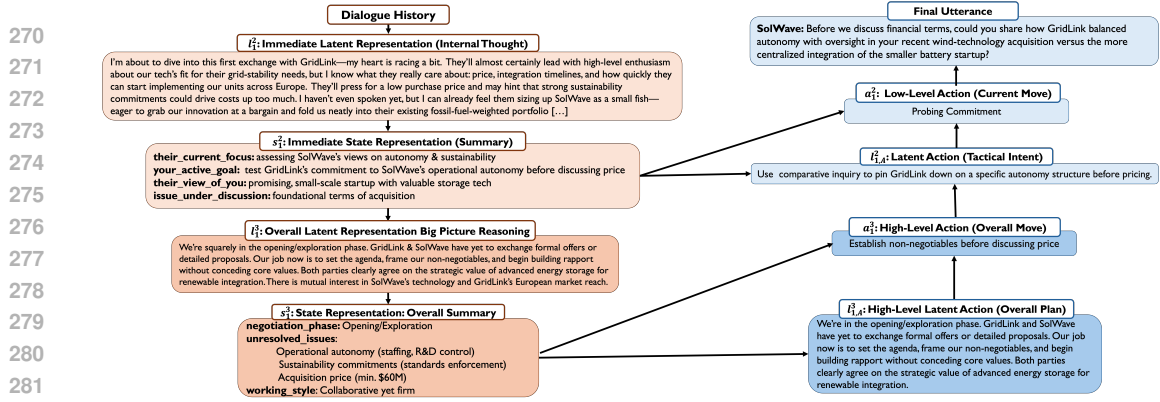 270
271
272
273
274
275
276
277
278
279
280
281
Dialogue History
l₁²: Immediate Latent Representation (Internal Thought)
I'm about to dive into this first exchange with GridLink—my heart is racing a bit. They'll almost certainly lead with high-level enthusiasm
about our tech's fit for their grid-stability needs, but I know what they really care about: price, integration timelines, and how quickly they
can start implementing our units across Europe. They'll press for a low purchase price and may hint that strong sustainability
commitments could drive costs up too much. I haven't even spoken yet, but I can already feel them sizing up SolWave as a small fish—
eager to grab our innovation at a bargain and fold us neatly into their existing fossil-fuel-weighted portfolio […]
s₁²: Immediate State Representation (Summary)
their_current_focus: assessing SolWave's views on autonomy & sustainability
your_active_goal: test GridLink's commitment to SolWave's operational autonomy before discussing price
their_view_of_you: promising, small-scale startup with valuable storage tech
issue_under_discussion: foundational terms of acquisition
l₁³: Overall Latent Representation Big Picture Reasoning
We're squarely in the opening/exploration phase. GridLink & SolWave have yet to exchange formal offers or
detailed proposals. Our job now is to set the agenda, frame our non-negotiables, and begin building rapport
without conceding core values. Both parties clearly agree on the strategic value of advanced energy storage for
renewable integration. There is mutual interest in SolWave's technology and GridLink's European market reach.
s₁³: State Representation: Overall Summary
negotiation_phase: Opening/Exploration
unresolved_issues:
Operational autonomy (staffing, R&D control)
Sustainability commitments (standards enforcement)
Acquisition price (min. $60M)
working_style: Collaborative yet firm
Final Utterance
SolWave: Before we discuss financial terms, could you share how GridLink balanced
autonomy with oversight in your recent wind-technology acquisition versus the more
centralized integration of the smaller battery startup?
a₁²: Low-Level Action (Current Move)
Probing Commitment
l₁,A²: Latent Action (Tactical Intent)
Use comparative inquiry to pin GridLink down on a specific autonomy structure before pricing.
a₁³: High-Level Action (Overall Move)
Establish non-negotiables before discussing price
l₁,A³: High-Level Latent Action (Overall Plan)
We're in the opening/exploration phase. GridLink and SolWave
have yet to exchange formal offers or detailed proposals. Our job
now is to set the agenda, frame our non-negotiables, and begin
building rapport without conceding core values. Both parties
clearly agree on the strategic value of advanced energy storage for
renewable integration.